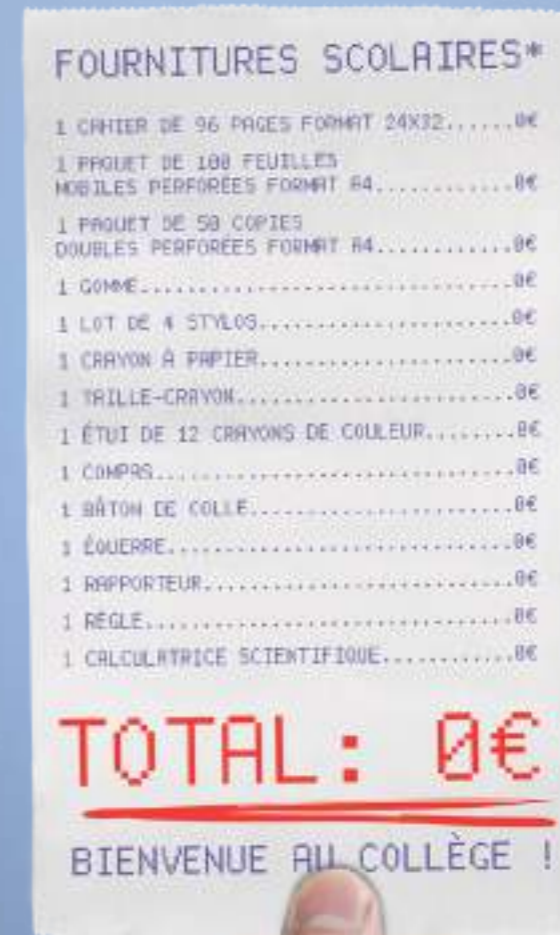 FOURNITURES SCOLAIRES*
1 CAHIER DE 96 PAGES FORMAT 24X32......0€
1 PAQUET DE 100 FEUILLES
MOBILES PERFORÉES FORMAT A4............0€
1 PAQUET DE 50 COPIES
DOUBLES PERFORÉES FORMAT A4............0€
1 GOMME................................0€
1 LOT DE 4 STYLOS......................0€
1 CRAYON À PAPIER......................0€
1 TAILLE-CRAYON........................0€
1 ÉTUI DE 12 CRAYONS DE COULEUR........0€
1 COMPAS...............................0€
1 BÂTON DE COLLE.......................0€
1 ÉQUERRE..............................0€
1 RAPPORTEUR...........................0€
1 RÈGLE................................0€
1 CALCULATRICE SCIENTIFIQUE............0€
TOTAL: 0€
BIENVENUE AU COLLÈGE !